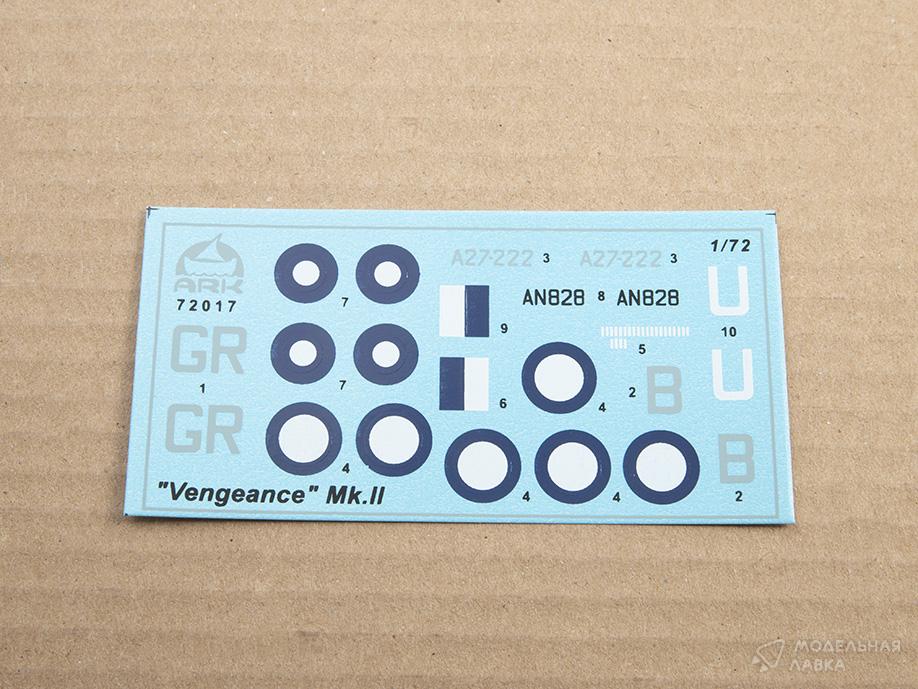 ARK
72017
GR
1
GR
7
7
4
A27-222 3
A27-222 3
1/72
AN828 8 AN828
U
10
9
5
U
6
4
2
B
4
4
B
2
"Vengeance" Mk.II
МОДЕЛЬНАЯ
ЛАВКА